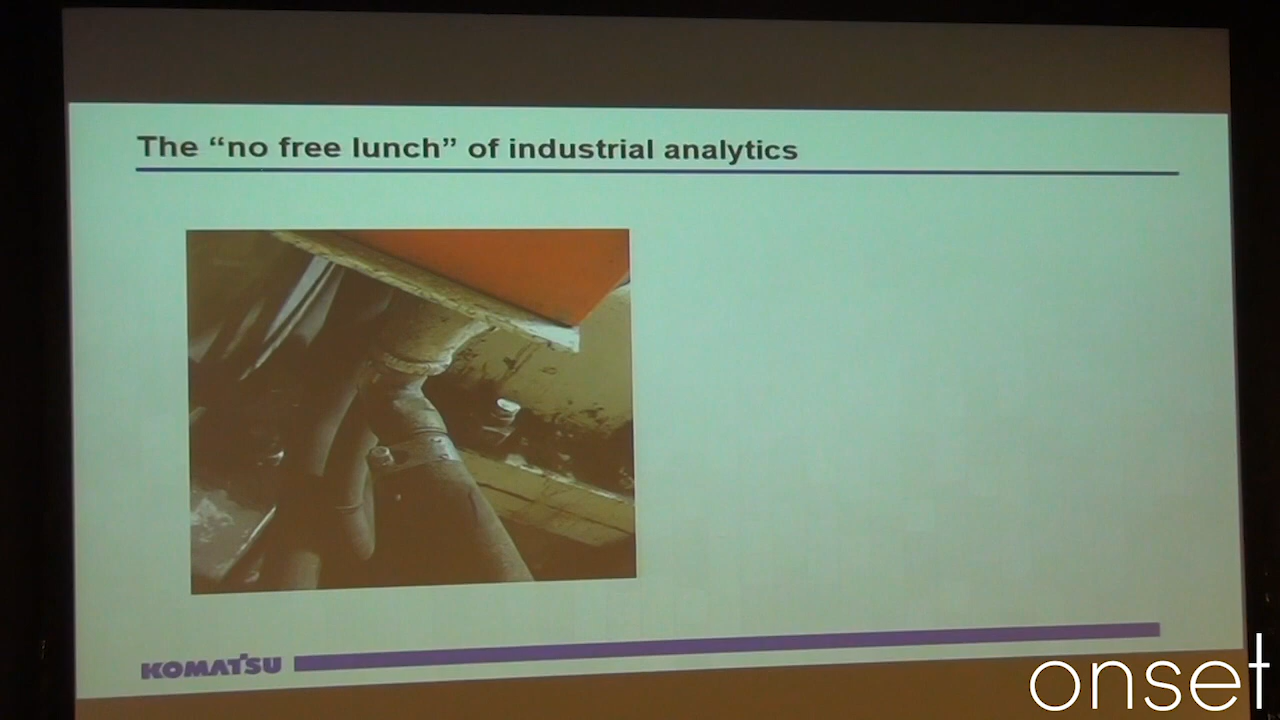 The “no free lunch” of industrial analytics
KOMATSU
onset